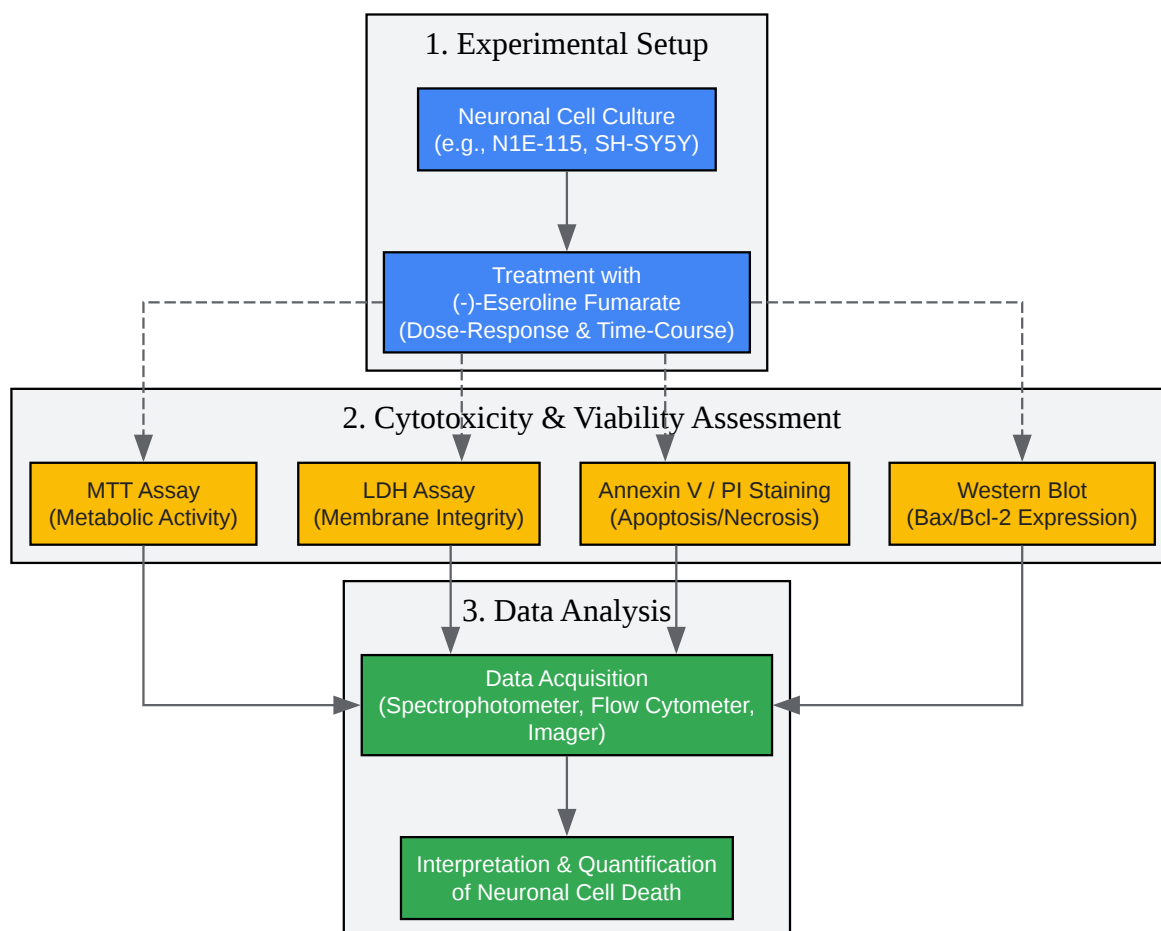 1. Experimental Setup
Neuronal Cell Culture
(e.g., N1E-115, SH-SY5Y)
Treatment with
(-)-Eseroline Fumarate
(Dose-Response & Time-Course)
2. Cytotoxicity & Viability Assessment
MTT Assay
(Metabolic Activity)
LDH Assay
(Membrane Integrity)
Annexin V / PI Staining
(Apoptosis/Necrosis)
Western Blot
(Bax/Bcl-2 Expression)
3. Data Analysis
Data Acquisition
(Spectrophotometer, Flow Cytometer,
Imager)
Interpretation & Quantification
of Neuronal Cell Death